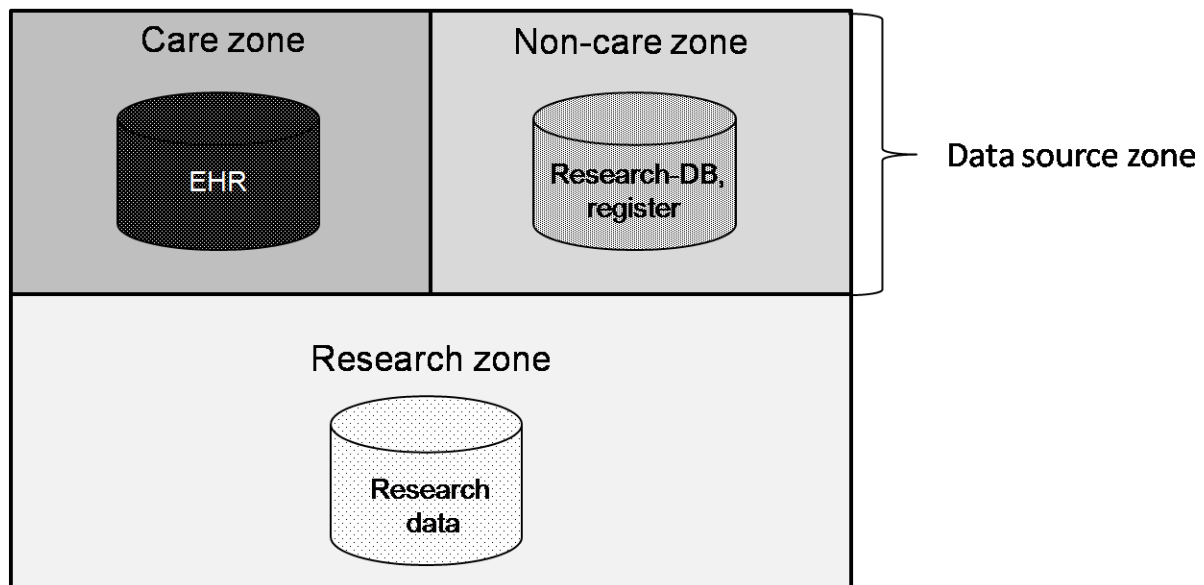 Care zone
Non-care zone
EHR
Research-DB,
register
Data source zone
Research zone
Research
data